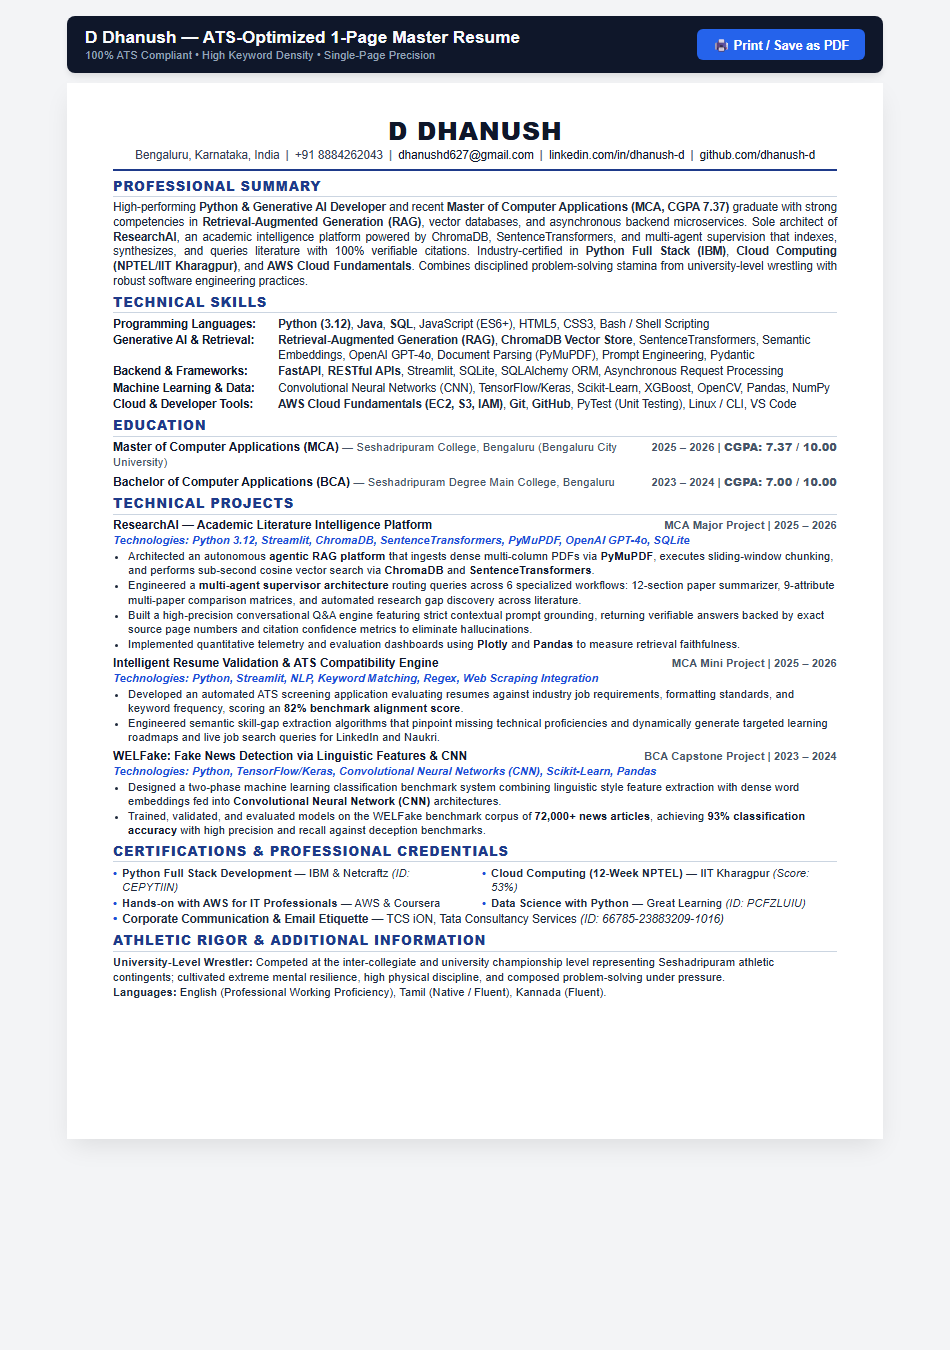 D Dhanush — ATS-Optimized 1-Page Master Resume
100% ATS Compliant • High Keyword Density • Single-Page Precision
Print / Save as PDF
D DHANUSH
Bengaluru, Karnataka, India | +91 8884262043 | dhanushd627@gmail.com | linkedin.com/in/dhanush-d | github.com/dhanush-d
PROFESSIONAL SUMMARY
High-performing Python & Generative AI Developer and recent Master of Computer Applications (MCA, CGPA 7.37) graduate with strong
competencies in Retrieval-Augmented Generation (RAG), vector databases, and asynchronous backend microservices. Sole architect of
ResearchAI, an academic intelligence platform powered by ChromaDB, SentenceTransformers, and multi-agent supervision that indexes,
synthesizes, and queries literature with 100% verifiable citations. Industry-certified in Python Full Stack (IBM), Cloud Computing
(NPTEL/IIT Kharagpur), and AWS Cloud Fundamentals. Combines disciplined problem-solving stamina from university-level wrestling with
robust software engineering practices.
TECHNICAL SKILLS
Programming Languages: Python (3.12), Java, SQL, JavaScript (ES6+), HTML5, CSS3, Bash / Shell Scripting
Generative AI & Retrieval: Retrieval-Augmented Generation (RAG), ChromaDB Vector Store, SentenceTransformers, Semantic
Embeddings, OpenAI GPT-4o, Document Parsing (PyMuPDF), Prompt Engineering, Pydantic
Backend & Frameworks: FastAPI, RESTful APIs, Streamlit, SQLite, SQLAlchemy ORM, Asynchronous Request Processing
Machine Learning & Data: Convolutional Neural Networks (CNN), TensorFlow/Keras, Scikit-Learn, XGBoost, OpenCV, Pandas, NumPy
Cloud & Developer Tools: AWS Cloud Fundamentals (EC2, S3, IAM), Git, GitHub, PyTest (Unit Testing), Linux / CLI, VS Code
EDUCATION
Master of Computer Applications (MCA) — Seshadripuram College, Bengaluru (Bengaluru City 2025 – 2026 | CGPA: 7.37 / 10.00
University)
Bachelor of Computer Applications (BCA) — Seshadripuram Degree Main College, Bengaluru 2023 – 2024 | CGPA: 7.00 / 10.00
TECHNICAL PROJECTS
ResearchAI — Academic Literature Intelligence Platform MCA Major Project | 2025 – 2026
Technologies: Python 3.12, Streamlit, ChromaDB, SentenceTransformers, PyMuPDF, OpenAI GPT-4o, SQLite
• Architected an autonomous agentic RAG platform that ingests dense multi-column PDFs via PyMuPDF, executes sliding-window chunking,
and performs sub-second cosine vector search via ChromaDB and SentenceTransformers.
• Engineered a multi-agent supervisor architecture routing queries across 6 specialized workflows: 12-section paper summarizer, 9-attribute
multi-paper comparison matrices, and automated research gap discovery across literature.
• Built a high-precision conversational Q&A engine featuring strict contextual prompt grounding, returning verifiable answers backed by exact
source page numbers and citation confidence metrics to eliminate hallucinations.
• Implemented quantitative telemetry and evaluation dashboards using Plotly and Pandas to measure retrieval faithfulness.
Intelligent Resume Validation & ATS Compatibility Engine MCA Mini Project | 2025 – 2026
Technologies: Python, Streamlit, NLP, Keyword Matching, Regex, Web Scraping Integration
• Developed an automated ATS screening application evaluating resumes against industry job requirements, formatting standards, and
keyword frequency, scoring an 82% benchmark alignment score.
• Engineered semantic skill-gap extraction algorithms that pinpoint missing technical proficiencies and dynamically generate targeted learning
roadmaps and live job search queries for LinkedIn and Naukri.
WELFake: Fake News Detection via Linguistic Features & CNN BCA Capstone Project | 2023 – 2024
Technologies: Python, TensorFlow/Keras, Convolutional Neural Networks (CNN), Scikit-Learn, Pandas
• Designed a two-phase machine learning classification benchmark system combining linguistic style feature extraction with dense word
embeddings fed into Convolutional Neural Network (CNN) architectures.
• Trained, validated, and evaluated models on the WELFake benchmark corpus of 72,000+ news articles, achieving 93% classification
accuracy with high precision and recall against deception benchmarks.
CERTIFICATIONS & PROFESSIONAL CREDENTIALS
• Python Full Stack Development — IBM & Netcraftz (ID:
CEPYTIIN)
• Cloud Computing (12-Week NPTEL) — IIT Kharagpur (Score:
53%)
• Hands-on with AWS for IT Professionals — AWS & Coursera
• Data Science with Python — Great Learning (ID: PCFZLUIU)
• Corporate Communication & Email Etiquette — TCS iON, Tata Consultancy Services (ID: 66785-23883209-1016)
ATHLETIC RIGOR & ADDITIONAL INFORMATION
University-Level Wrestler: Competed at the inter-collegiate and university championship level representing Seshadripuram athletic
contingents; cultivated extreme mental resilience, high physical discipline, and composed problem-solving under pressure.
Languages: English (Professional Working Proficiency), Tamil (Native / Fluent), Kannada (Fluent).